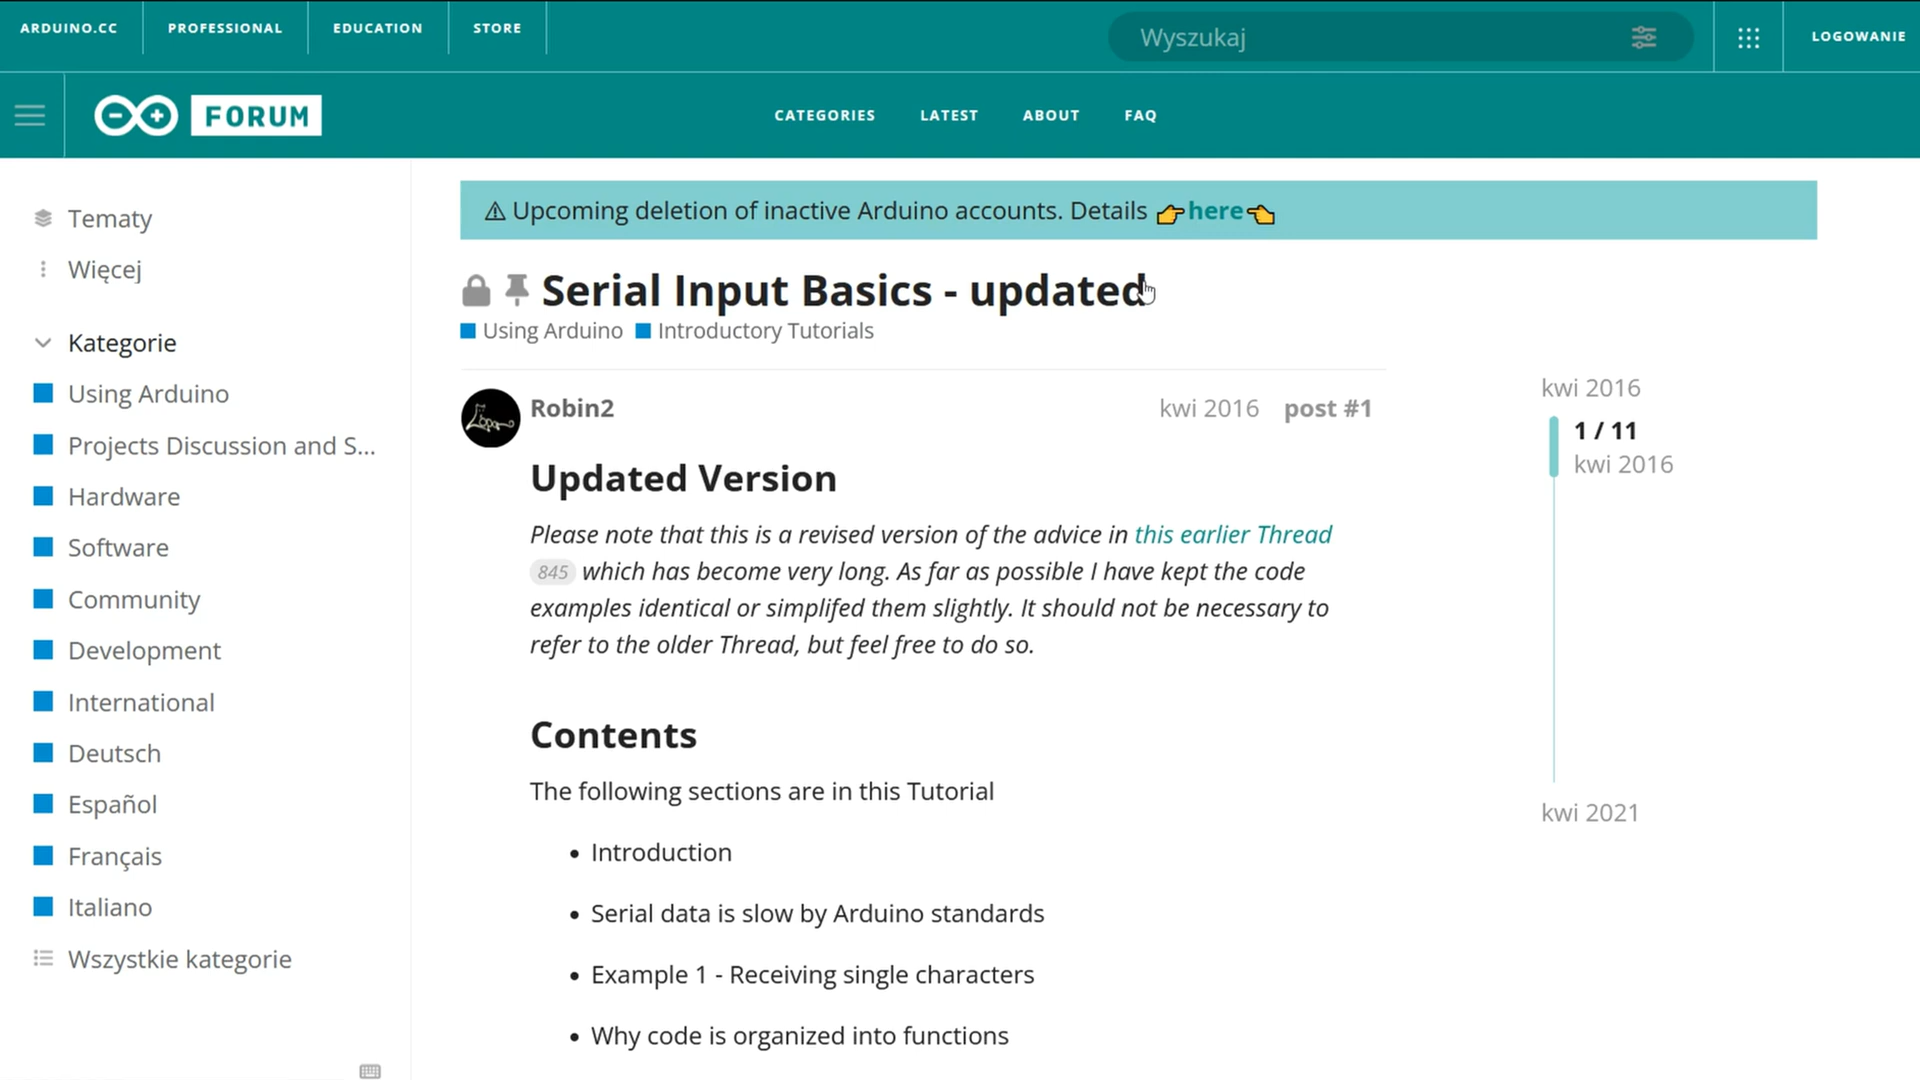 ARDUINO.CC PROFESSIONAL EDUCATION STORE Wyszukaj LOGOWANIE
FORUM CATEGORIES LATEST ABOUT FAQ
Tematy
Więcej
Kategorie
Using Arduino
Projects Discussion and S...
Hardware
Software
Community
Development
International
Deutsch
Español
Français
Italiano
Wszystkie kategorie
⚠ Upcoming deletion of inactive Arduino accounts. Details 👉here👈
Serial Input Basics - updated
Using Arduino Introductory Tutorials
Robin2 kwi 2016 post #1
Updated Version
Please note that this is a revised version of the advice in this earlier Thread
845 which has become very long. As far as possible I have kept the code
examples identical or simplifed them slightly. It should not be necessary to
refer to the older Thread, but feel free to do so.
Contents
The following sections are in this Tutorial
• Introduction
• Serial data is slow by Arduino standards
• Example 1 - Receiving single characters
• Why code is organized into functions
kwi 2016
1 / 11
kwi 2016
kwi 2021